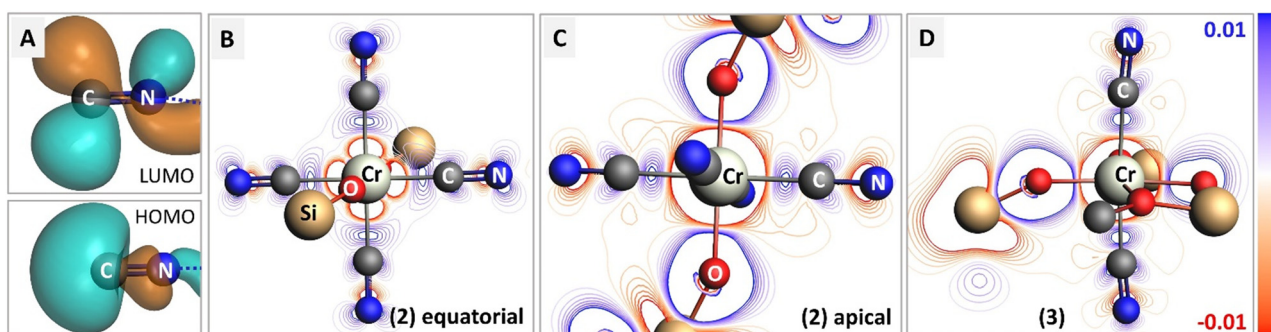 A
C
N
LUMO
HOMO
C
N
B
Cr
C
N
O
Si
(2) equatorial
C
Cr
C
N
O
(2) apical
D
N
C
Cr
(3)
0.01
-0.01